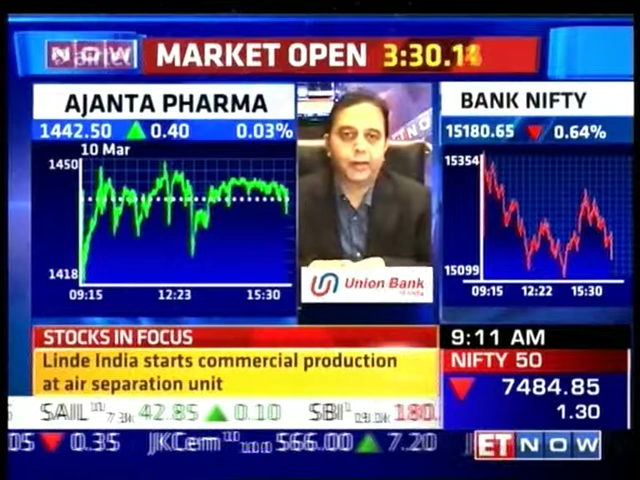 NOW
airtel
MARKET OPEN 3:30.14
AJANTA PHARMA
1442.50 0.40 0.03%
10 Mar
1450
1418
09:15 12:23 15:30
ET NOW
Union Bank
BANK NIFTY
15180.65 0.64%
15354
15099
09:15 12:22 15:30
STOCKS IN FOCUS
Linde India starts commercial production
at air separation unit
9:11 AM
NIFTY 50
7484.85
1.30
SAIL 42.85 0.10 SBI 180.
05 0.35 JKCem 566.00 7.20
ET NOW